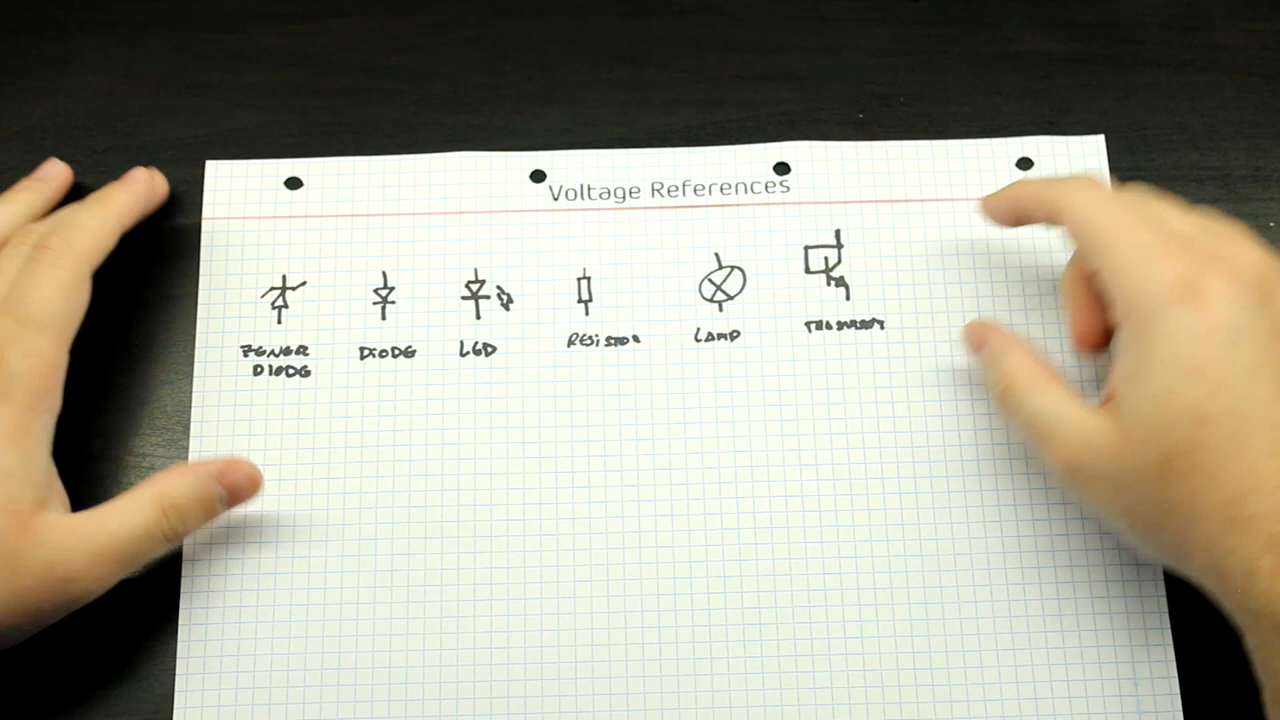 Voltage References
ZENER
DIODE
DIODE
LED
RESISTOR
LAMP